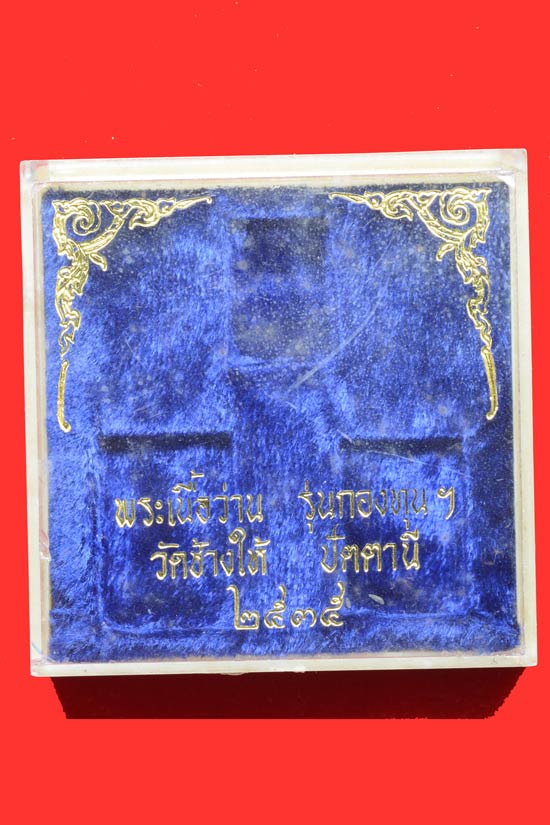 พระเนื้อว่าน รุ่นกองทุนฯ
วัดช้างให้ ปัตตานี
๒๕๓๕